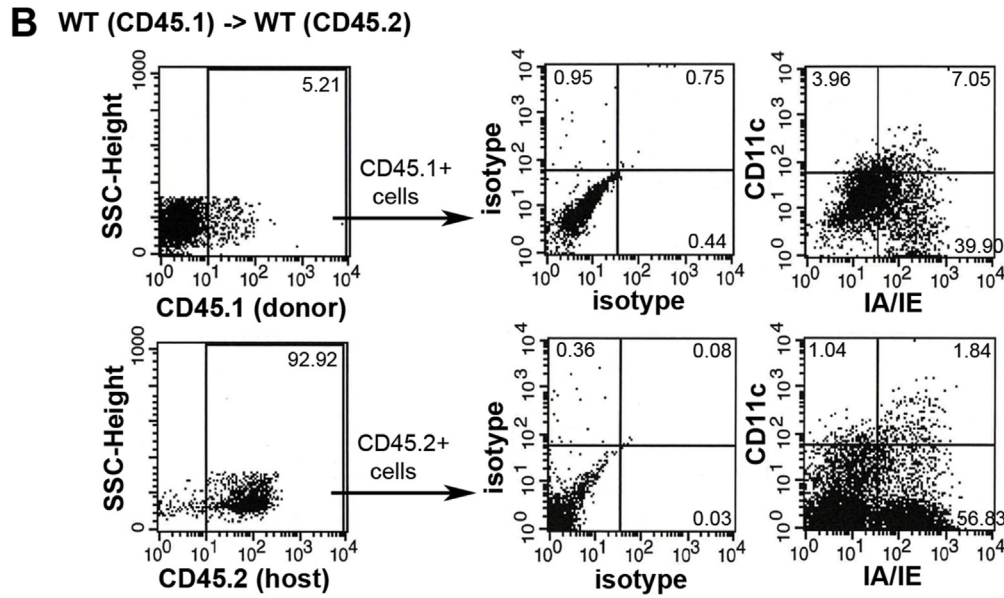 B WT (CD45.1) -> WT (CD45.2)
1000
SSC-Height
0
5.21
10^0 10^1 10^2 10^3 10^4
CD45.1 (donor)
CD45.1+
cells
isotype
10^4
10^3
10^2
10^1
10^0
0.95 0.75
0.44
10^0 10^1 10^2 10^3 10^4
isotype
CD11c
10^4
10^3
10^2
10^1
10^0
3.96 7.05
39.90
10^0 10^1 10^2 10^3 10^4
IA/IE
1000
SSC-Height
0
92.92
10^0 10^1 10^2 10^3 10^4
CD45.2 (host)
CD45.2+
cells
isotype
10^4
10^3
10^2
10^1
10^0
0.36 0.08
0.03
10^0 10^1 10^2 10^3 10^4
isotype
CD11c
10^4
10^3
10^2
10^1
10^0
1.04 1.84
56.83
10^0 10^1 10^2 10^3 10^4
IA/IE